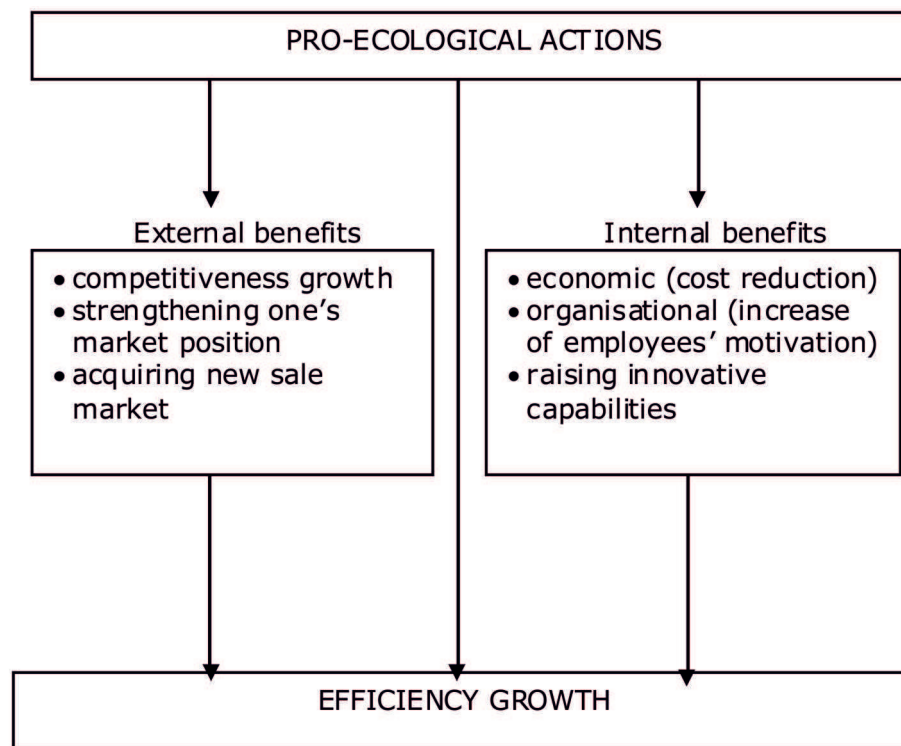 PRO-ECOLOGICAL ACTIONS
External benefits
• competitiveness growth
• strengthening one’s
market position
• acquiring new sale
market
Internal benefits
• economic (cost reduction)
• organisational (increase
of employees’ motivation)
• raising innovative
capabilities
EFFICIENCY GROWTH